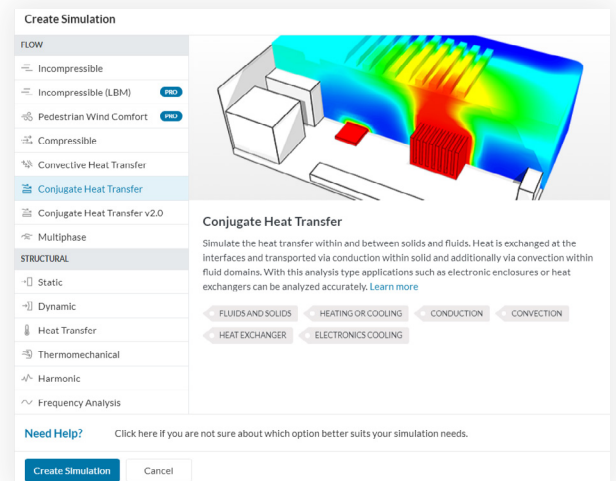 Create Simulation
FLOW
Incompressible
Incompressible (LBM) PRO
Pedestrian Wind Comfort PRO
Compressible
Convective Heat Transfer
Conjugate Heat Transfer
Conjugate Heat Transfer v2.0
Multiphase
STRUCTURAL
Static
Dynamic
Heat Transfer
Thermomechanical
Harmonic
Frequency Analysis
Conjugate Heat Transfer
Simulate the heat transfer within and between solids and fluids. Heat is exchanged at the
interfaces and transported via conduction within solid and additionally via convection within
fluid domains. With this analysis type applications such as electronic enclosures or heat
exchangers can be analyzed accurately. Learn more
FLUIDS AND SOLIDS HEATING OR COOLING CONDUCTION CONVECTION
HEAT EXCHANGER ELECTRONICS COOLING
Need Help? Click here if you are not sure about which option better suits your simulation needs.
Create Simulation Cancel